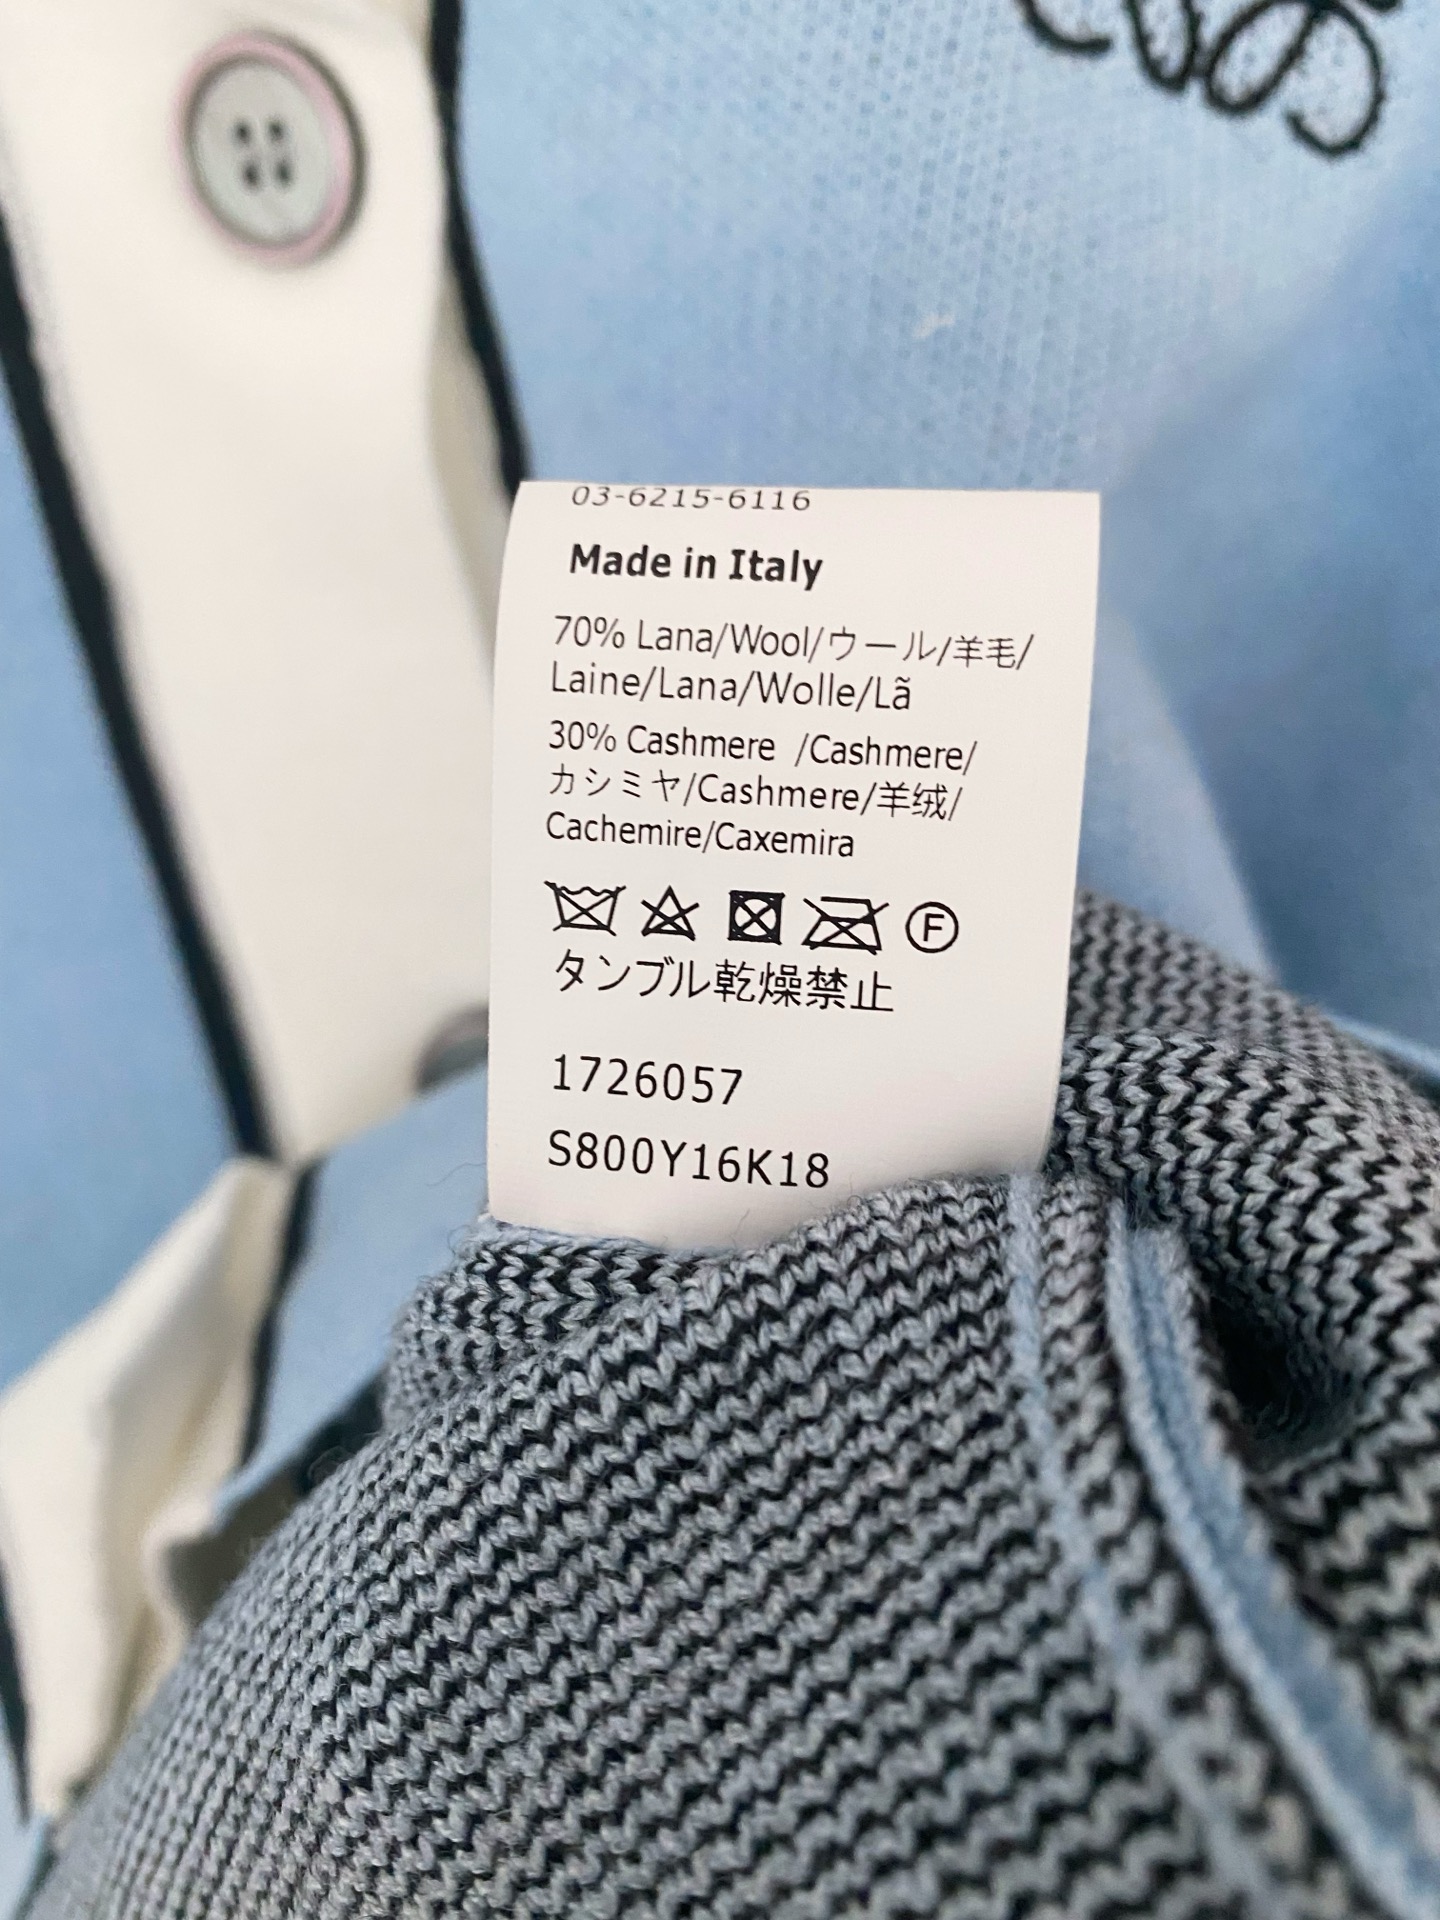 03-6215-6116
Made in Italy
70% Lana/Wool/ウール/羊毛/
Laine/Lana/Wolle/Lã
30% Cashmere /Cashmere/
カシミヤ/Cashmere/羊绒/
Cachemire/Caxemira
F
タンブル乾燥禁止
1726057
S800Y16K18